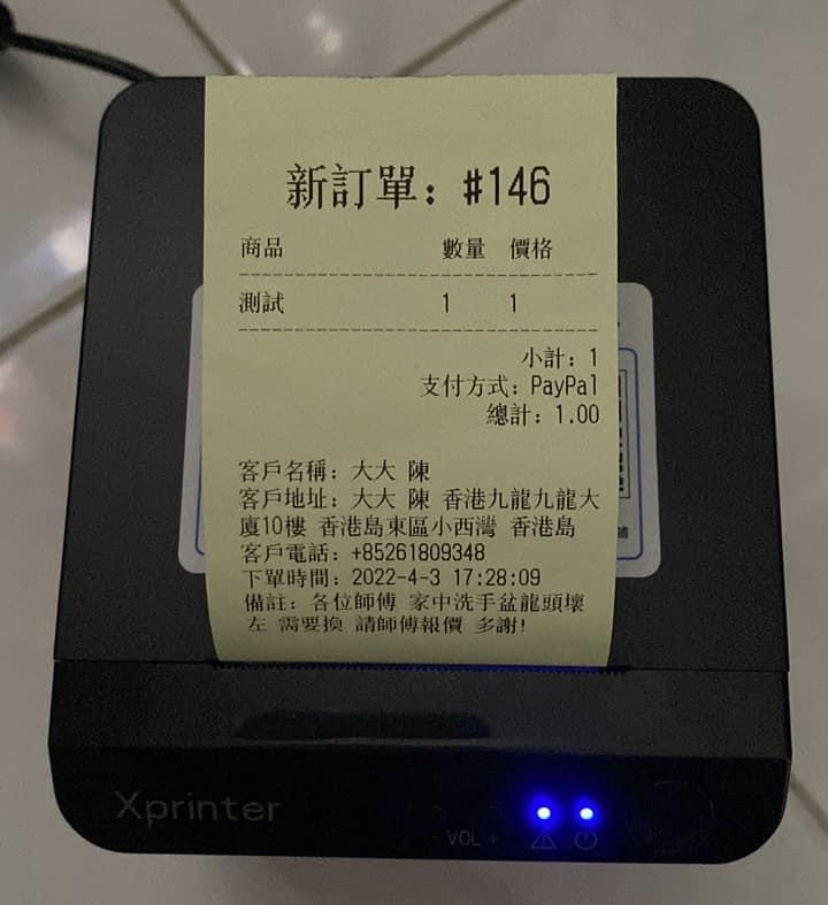 新訂單: #146
商品 數量 價格
測試 1 1
小計: 1
支付方式: PayPal
總計: 1.00
客戶名稱: 大大 陳
客戶地址: 大大 陳 香港九龍九龍大
廈10樓 香港島東區小西灣 香港島
客戶電話: +85261809348
下單時間: 2022-4-3 17:28:09
備註: 各位師傅 家中洗手盆龍頭壞
左 需要換 請師傅報價 多謝!
Xprinter
- VOL +